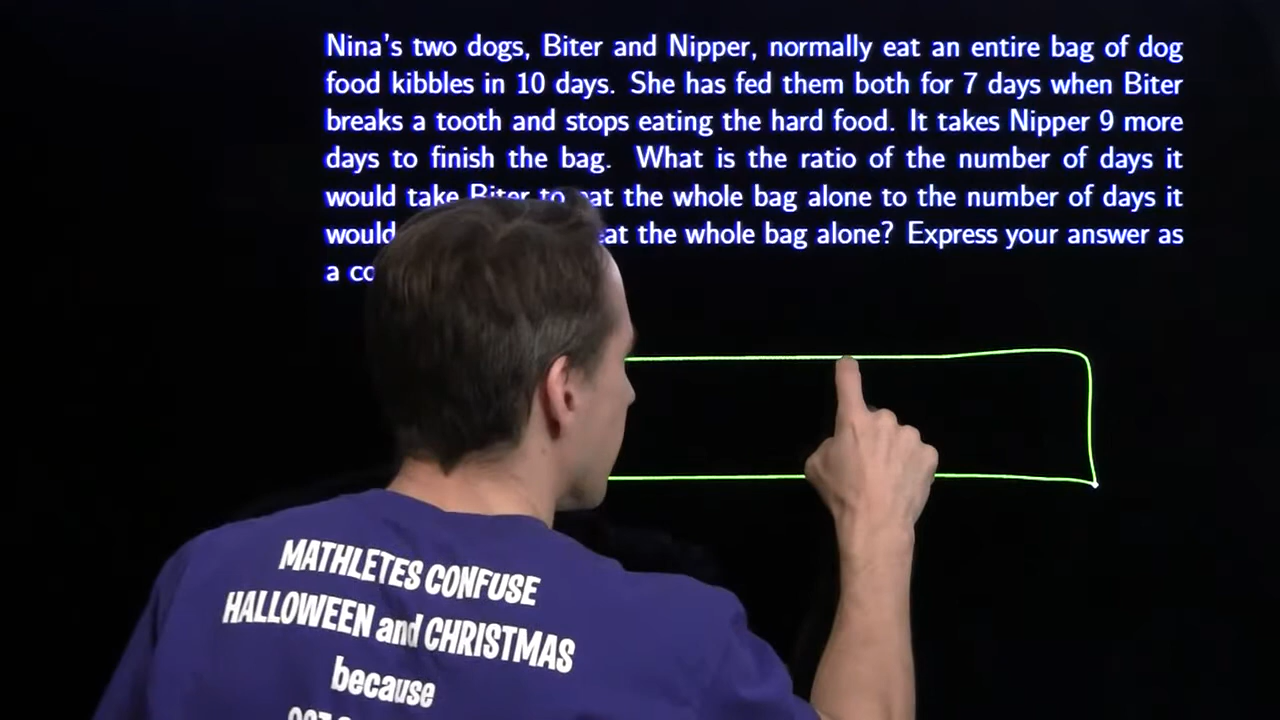 Nina's two dogs, Biter and Nipper, normally eat an entire bag of dog
food kibbles in 10 days. She has fed them both for 7 days when Biter
breaks a tooth and stops eating the hard food. It takes Nipper 9 more
days to finish the bag. What is the ratio of the number of days it
would take Biter to eat the whole bag alone to the number of days it
would eat the whole bag alone? Express your answer as
a
MATHLETES CONFUSE
HALLOWEEN and CHRISTMAS
because